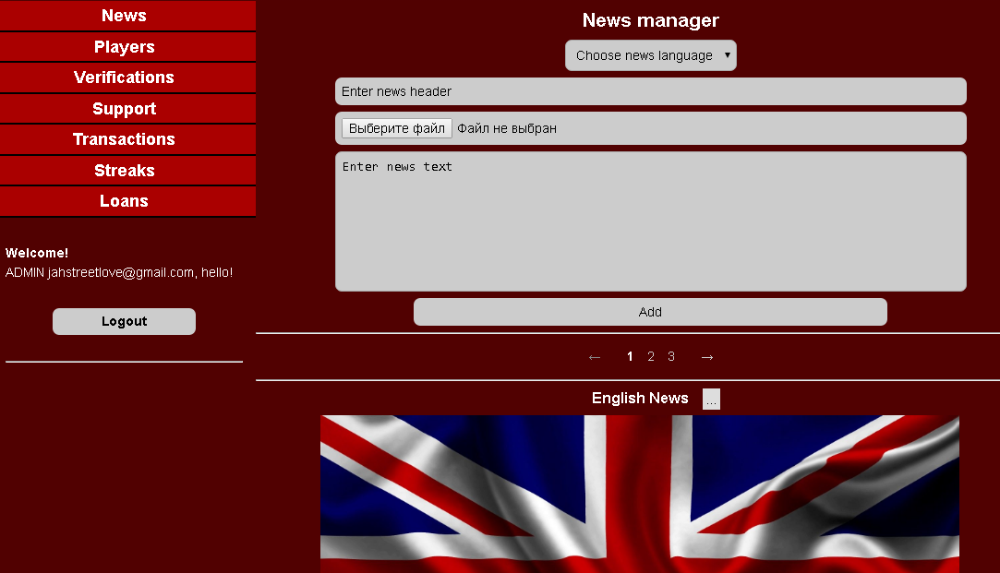 News
Players
Verifications
Support
Transactions
Streaks
Loans
Welcome!
ADMIN jahstreetlove@gmail.com, hello!
Logout
News manager
Choose news language ▾
Enter news header
Выберите файл Файл не выбран
Enter news text
Add
← 1 2 3 →
English News ...